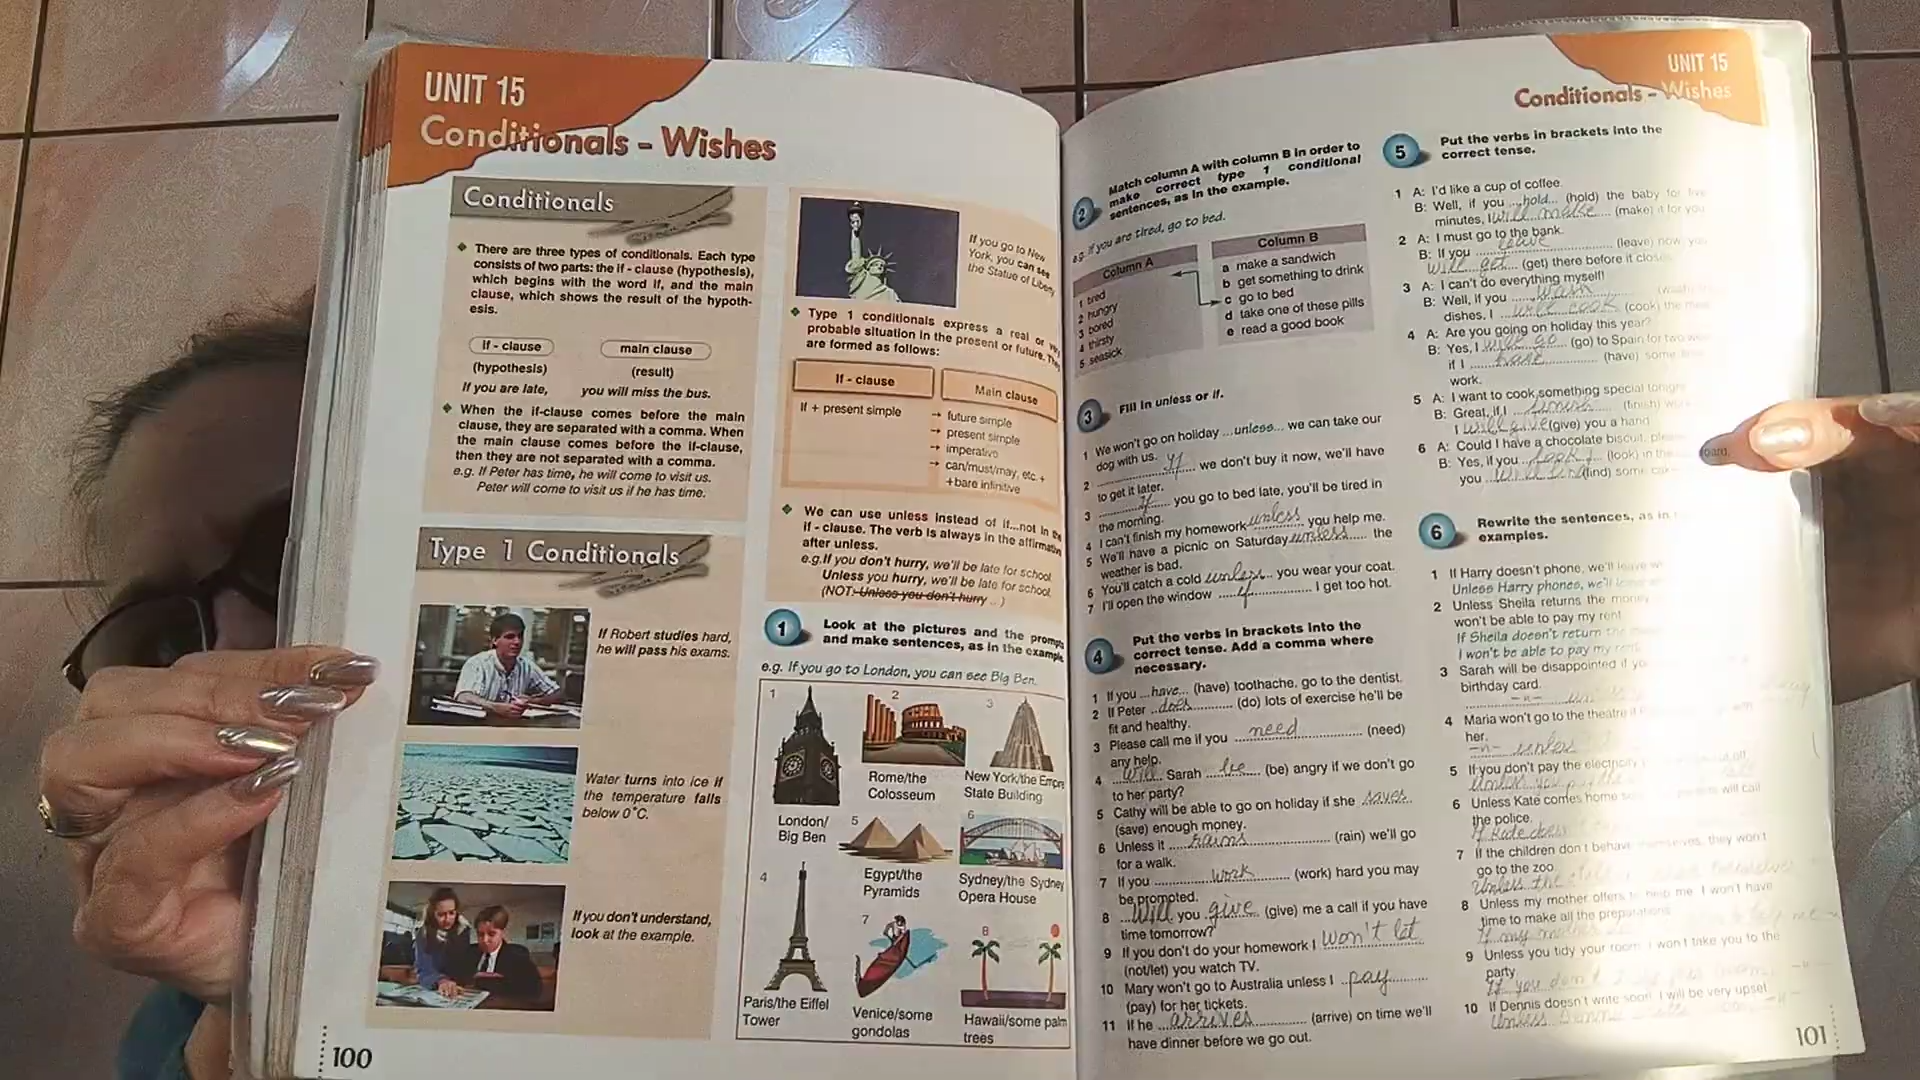 UNIT 15
Conditionals - Wishes
Conditionals
There are three types of conditionals. Each type
consists of two parts: the if - clause (hypothesis),
which begins with the word if, and the main
clause, which shows the result of the hypoth-
esis.
if - clause
main clause
(hypothesis)
(result)
If you are late,
you will miss the bus.
When the if-clause comes before the main
clause, they are separated with a comma. When
the main clause comes before the if-clause,
then they are not separated with a comma.
e.g. If Peter has time, he will come to visit us.
Peter will come to visit us if he has time.
Type 1 Conditionals
If Robert studies hard,
he will pass his exams.
Water turns into ice if
the temperature falls
below 0°C.
If you don't understand,
look at the example.
100
If you go to New
York, you can see
the Statue of Liberty
Type 1 conditionals express a real or very
probable situation in the present or future. They
are formed as follows:
If - clause
Main clause
If + present simple
→ future simple
→ present simple
→ imperative
→ can/must/may, etc. +
+bare infinitive
We can use unless instead of if...not in the
if - clause. The verb is always in the affirmative
after unless.
e.g. If you don't hurry, we'll be late for school.
Unless you hurry, we'll be late for school.
(NOT: Unless you don't hurry ...)
1 Look at the pictures and the prompts
and make sentences, as in the example.
e.g. If you go to London, you can see Big Ben.
1
London/
Big Ben
2
Rome/the
Colosseum
3
New York/the Empire
State Building
4
Paris/the Eiffel
Tower
5
Egypt/the
Pyramids
6
Sydney/the Sydney
Opera House
7
Venice/some
gondolas
8
Hawaii/some palm
trees
UNIT 15
Conditionals - Wishes
2 Match column A with column B in order to
make correct type 1 conditional
sentences, as in the example.
e.g. If you are tired, go to bed.
Column A
1 tired
2 hungry
3 bored
4 thirsty
5 seasick
Column B
a make a sandwich
b get something to drink
c go to bed
d take one of these pills
e read a good book
3 Fill in unless or if.
1 We won't go on holiday ...unless... we can take our
dog with us.
2 If we don't buy it now, we'll have
to get it later.
3 If you go to bed late, you'll be tired in
the morning.
4 I can't finish my homework unless you help me.
5 We'll have a picnic on Saturday unless the
weather is bad.
6 You'll catch a cold unless you wear your coat.
7 I'll open the window if I get too hot.
4 Put the verbs in brackets into the
correct tense. Add a comma where
necessary.
1 If you ...have... (have) toothache, go to the dentist.
2 If Peter does (do) lots of exercise he'll be
fit and healthy.
3 Please call me if you need (need)
any help.
4 Will Sarah be (be) angry if we don't go
to her party?
5 Cathy will be able to go on holiday if she saves
(save) enough money.
6 Unless it rains (rain) we'll go
for a walk.
7 If you work (work) hard you may
be promoted.
8 Will you give (give) me a call if you have
time tomorrow?
9 If you don't do your homework I won't let
(not/let) you watch TV.
10 Mary won't go to Australia unless I pay
(pay) for her tickets.
11 If he arrives (arrive) on time we'll
have dinner before we go out.
5 Put the verbs in brackets into the
correct tense.
1 A: I'd like a cup of coffee.
B: Well, if you ...hold... (hold) the baby for five
minutes, I will make (make) it for you
2 A: I must go to the bank.
B: If you leave (leave) now, you
will get (get) there before it closes
3 A: I can't do everything myself!
B: Well, if you wash
dishes, I will cook (cook) the
4 A: Are you going on holiday this year?
B: Yes, I will go (go) to Spain for two
if I have (have) some
work.
5 A: I want to cook something special tonight
B: Great, if I finish (finish)
I will give (give) you a hand
6 A: Could I have a chocolate biscuit, please
B: Yes, if you look (look) in the
you will find (find) some
6 Rewrite the sentences, as in
examples.
1 If Harry doesn't phone, we'll leave
Unless Harry phones, we'll
2 Unless Sheila returns the money
won't be able to pay my rent
If Sheila doesn't return the
I won't be able to pay my rent
3 Sarah will be disappointed if you
birthday card.
4 Maria won't go to the theatre with
her.
-"- unless
5 If you don't pay the electricity cut off.
Unless you
6 Unless Kate comes home will call
the police.
If Kate
7 If the children don't behave themselves, they won't
go to the zoo.
Unless the themselves
8 Unless my mother offers to help me I won't have
time to make all the preparations
If my mother
9 Unless you tidy your room, I won't take you to the
party.
If you don't
10 If Dennis doesn't write soon, I will be very upset
Unless Dennis
101